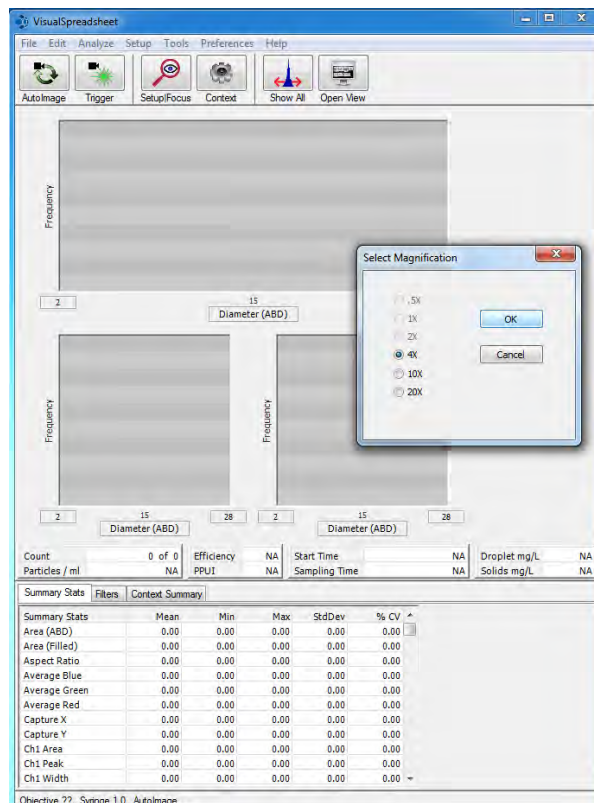 VisualSpreadsheet
File Edit Analyze Setup Tools Preferences Help
AutoImage Trigger Setup|Focus Context Show All Open View
Frequency
2 15
Diameter (ABD)
Select Magnification
.5X
1X
2X
4X
10X
20X
OK
Cancel
Frequency
2 15 28
Diameter (ABD)
Frequency
2 15 28
Diameter (ABD)
Count 0 of 0 Efficiency NA Start Time NA Droplet mg/L NA
Particles / ml NA PPUI NA Sampling Time NA Solids mg/L NA
Summary Stats Filters Context Summary
Summary Stats Mean Min Max StdDev % CV
Area (ABD) 0.00 0.00 0.00 0.00 0.00
Area (Filled) 0.00 0.00 0.00 0.00 0.00
Aspect Ratio 0.00 0.00 0.00 0.00 0.00
Average Blue 0.00 0.00 0.00 0.00 0.00
Average Green 0.00 0.00 0.00 0.00 0.00
Average Red 0.00 0.00 0.00 0.00 0.00
Capture X 0.00 0.00 0.00 0.00 0.00
Capture Y 0.00 0.00 0.00 0.00 0.00
Ch1 Area 0.00 0.00 0.00 0.00 0.00
Ch1 Peak 0.00 0.00 0.00 0.00 0.00
Ch1 Width 0.00 0.00 0.00 0.00 0.00
Objective ?? Syringe 1.0 AutoImage